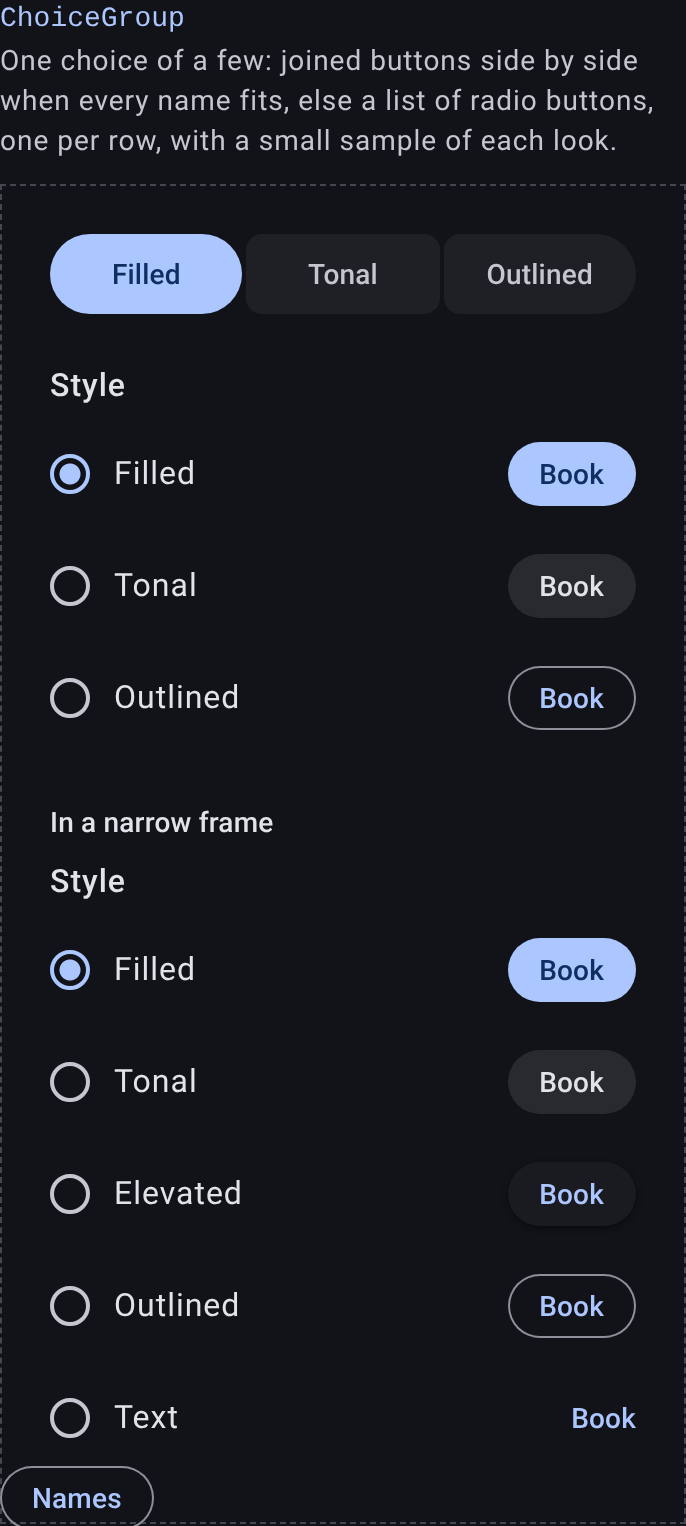 ChoiceGroup
One choice of a few: joined buttons side by side
when every name fits, else a list of radio buttons,
one per row, with a small sample of each look.
Filled Tonal Outlined
Style
Filled Book
Tonal Book
Outlined Book
In a narrow frame
Style
Filled Book
Tonal Book
Elevated Book
Outlined Book
Text Book
Names